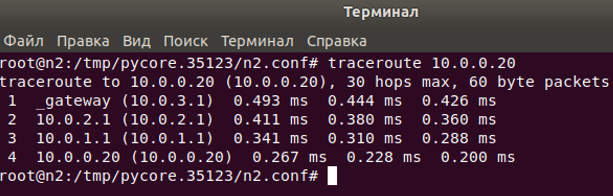 Терминал
Файл Правка Вид Поиск Терминал Справка
root@n2:/tmp/pycore.35123/n2.conf# traceroute 10.0.0.20
traceroute to 10.0.0.20 (10.0.0.20), 30 hops max, 60 byte packets
 1  _gateway (10.0.3.1)  0.493 ms  0.444 ms  0.426 ms
 2  10.0.2.1 (10.0.2.1)  0.411 ms  0.380 ms  0.360 ms
 3  10.0.1.1 (10.0.1.1)  0.341 ms  0.310 ms  0.288 ms
 4  10.0.0.20 (10.0.0.20)  0.267 ms  0.228 ms  0.200 ms
root@n2:/tmp/pycore.35123/n2.conf#